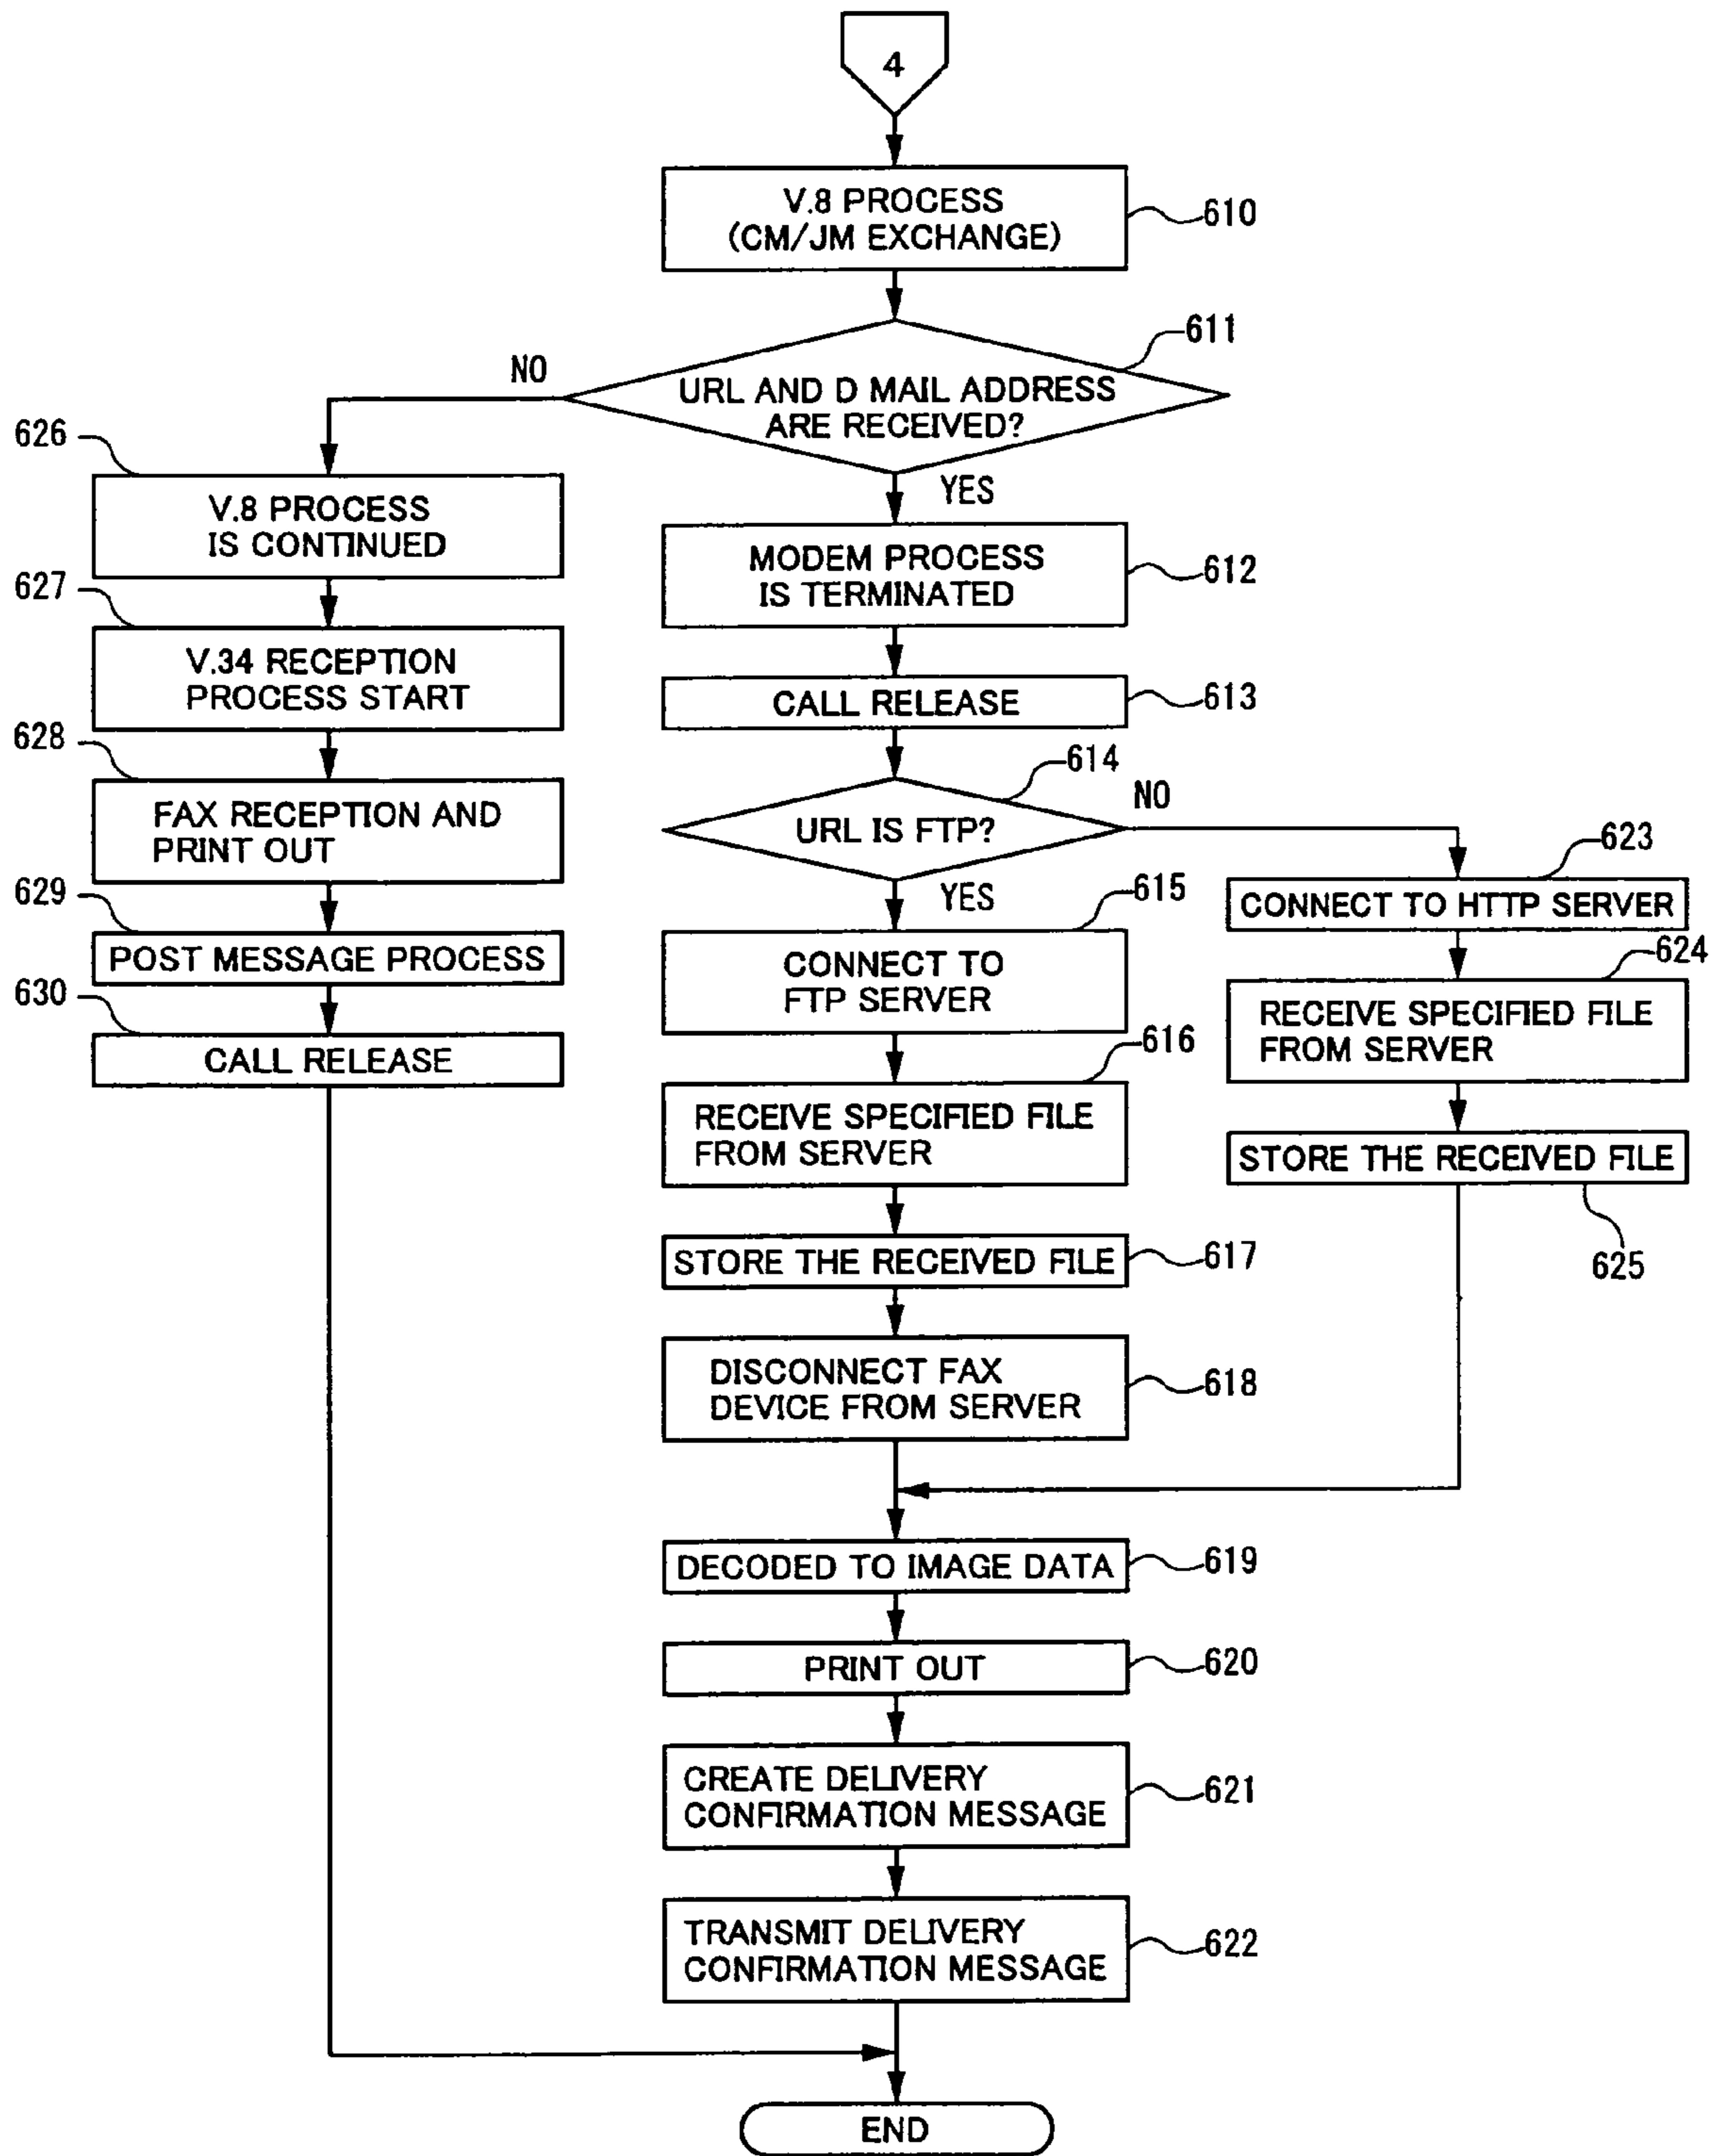 4
V.8 PROCESS
(CM/JM EXCHANGE)
610
611
URL AND D MAIL ADDRESS
ARE RECEIVED?
NO
YES
626
V.8 PROCESS
IS CONTINUED
627
V.34 RECEPTION
PROCESS START
628
FAX RECEPTION AND
PRINT OUT
629
POST MESSAGE PROCESS
630
CALL RELEASE
MODEM PROCESS
IS TERMINATED
612
CALL RELEASE
613
614
URL IS FTP?
NO
YES
615
CONNECT TO
FTP SERVER
616
RECEIVE SPECIFIED FILE
FROM SERVER
STORE THE RECEIVED FILE
617
DISCONNECT FAX
DEVICE FROM SERVER
618
623
CONNECT TO HTTP SERVER
624
RECEIVE SPECIFIED FILE
FROM SERVER
STORE THE RECEIVED FILE
625
DECODED TO IMAGE DATA
619
PRINT OUT
620
CREATE DELIVERY
CONFIRMATION MESSAGE
621
TRANSMIT DELIVERY
CONFIRMATION MESSAGE
622
END